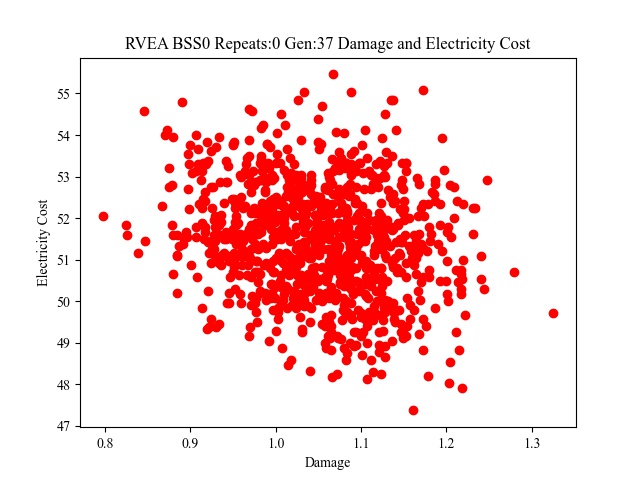 RVEA BSS0 Repeats:0 Gen:37 Damage and Electricity Cost
Electricity Cost
55
54
53
52
51
50
49
48
47
0.8 0.9 1.0 1.1 1.2 1.3
Damage